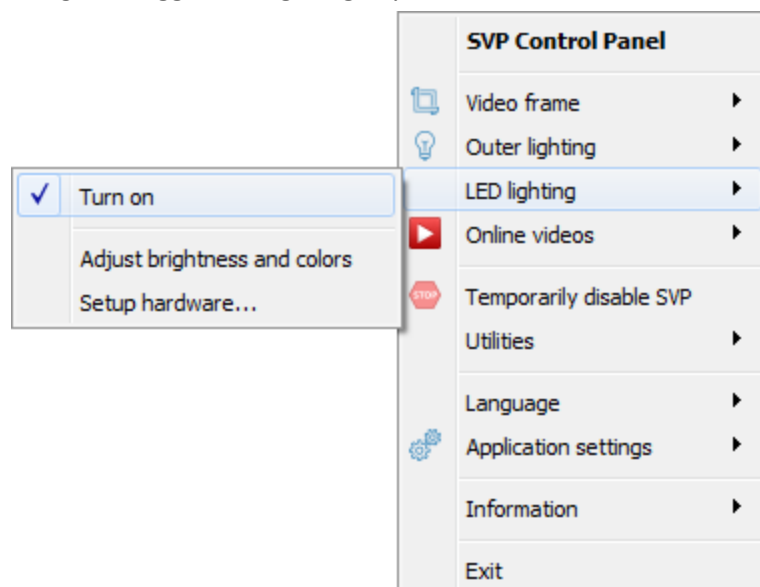 SVP Control Panel
Video frame
Outer lighting
LED lighting
Online videos
STOP
Temporarily disable SVP
Utilities
Language
Application settings
Information
Exit
Turn on
Adjust brightness and colors
Setup hardware...